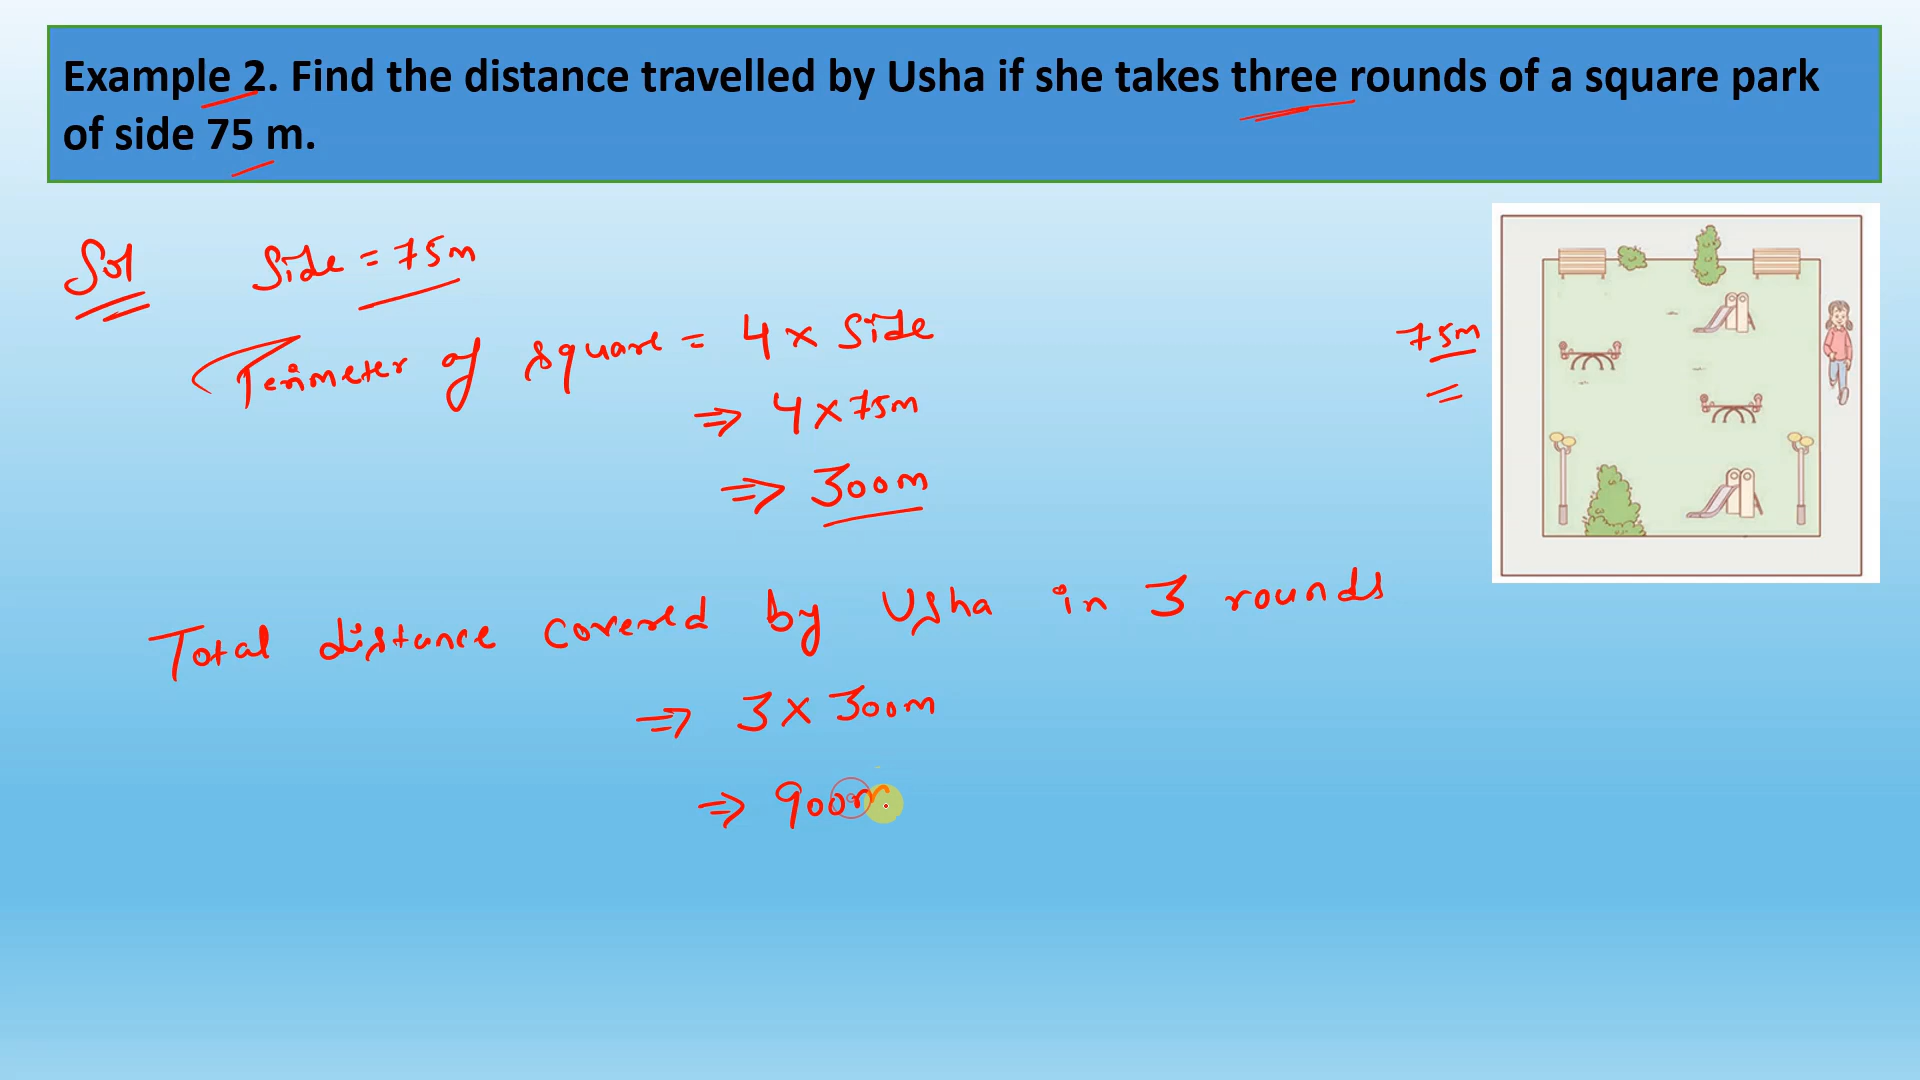 Example 2. Find the distance travelled by Usha if she takes three rounds of a square park
of side 75 m.
Sol Side = 75m
Perimeter of square = 4 × Side
⇒ 4 × 75m
⇒ 300m
75m
Total distance covered by Usha in 3 rounds
⇒ 3 × 300m
⇒ 900m